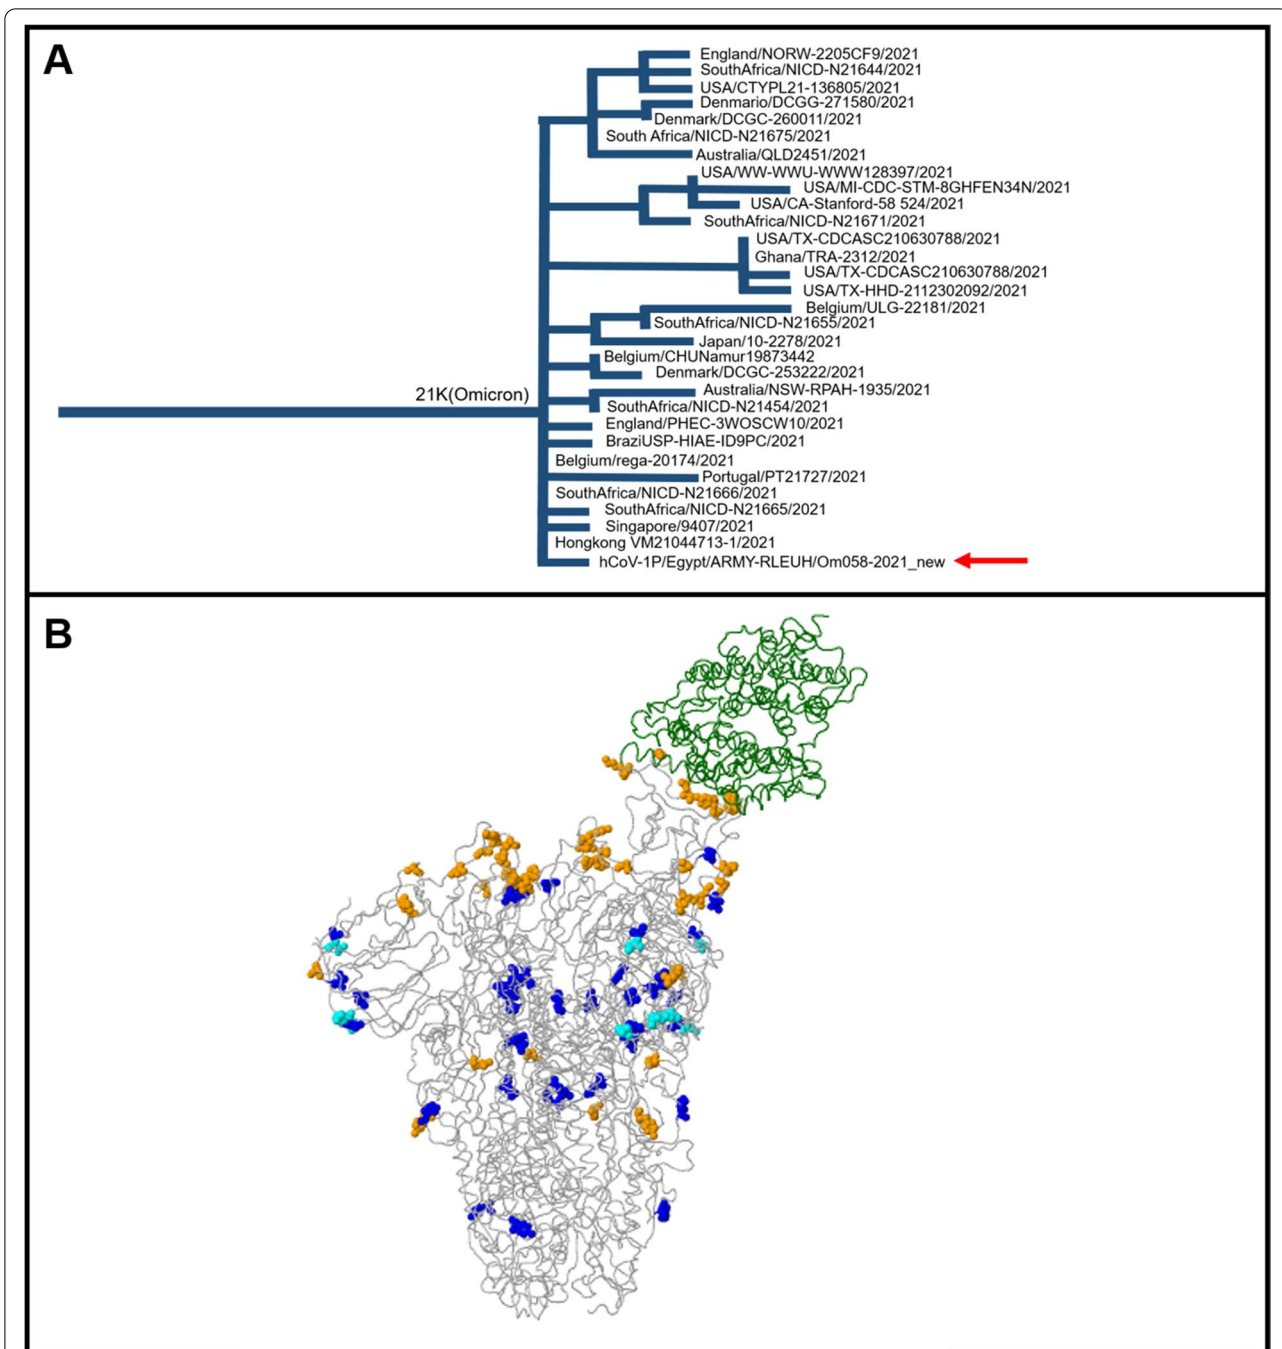 A
England/NORW-2205CF9/2021
SouthAfrica/NICD-N21644/2021
USA/CTYPL21-136805/2021
Denmario/DCGG-271580/2021
Denmark/DCGC-260011/2021
South Africa/NICD-N21675/2021
Australia/QLD2451/2021
USA/WW-WWU-WWW128397/2021
USA/MI-CDC-STM-8GHFEN34N/2021
USA/CA-Stanford-58 524/2021
SouthAfrica/NICD-N21671/2021
USA/TX-CDCASC210630788/2021
Ghana/TRA-2312/2021
USA/TX-CDCASC210630788/2021
USA/TX-HHD-2112302092/2021
Belgium/ULG-22181/2021
SouthAfrica/NICD-N21655/2021
Japan/10-2278/2021
Belgium/CHUNamur19873442
Denmark/DCGC-253222/2021
Australia/NSW-RPAH-1935/2021
21K(Omicron)
SouthAfrica/NICD-N21454/2021
England/PHEC-3WOSCW10/2021
BraziUSP-HIAE-ID9PC/2021
Belgium/rega-20174/2021
Portugal/PT21727/2021
SouthAfrica/NICD-N21666/2021
SouthAfrica/NICD-N21665/2021
Singapore/9407/2021
Hongkong VM21044713-1/2021
hCoV-1P/Egypt/ARMY-RLEUH/Om058-2021_new
B